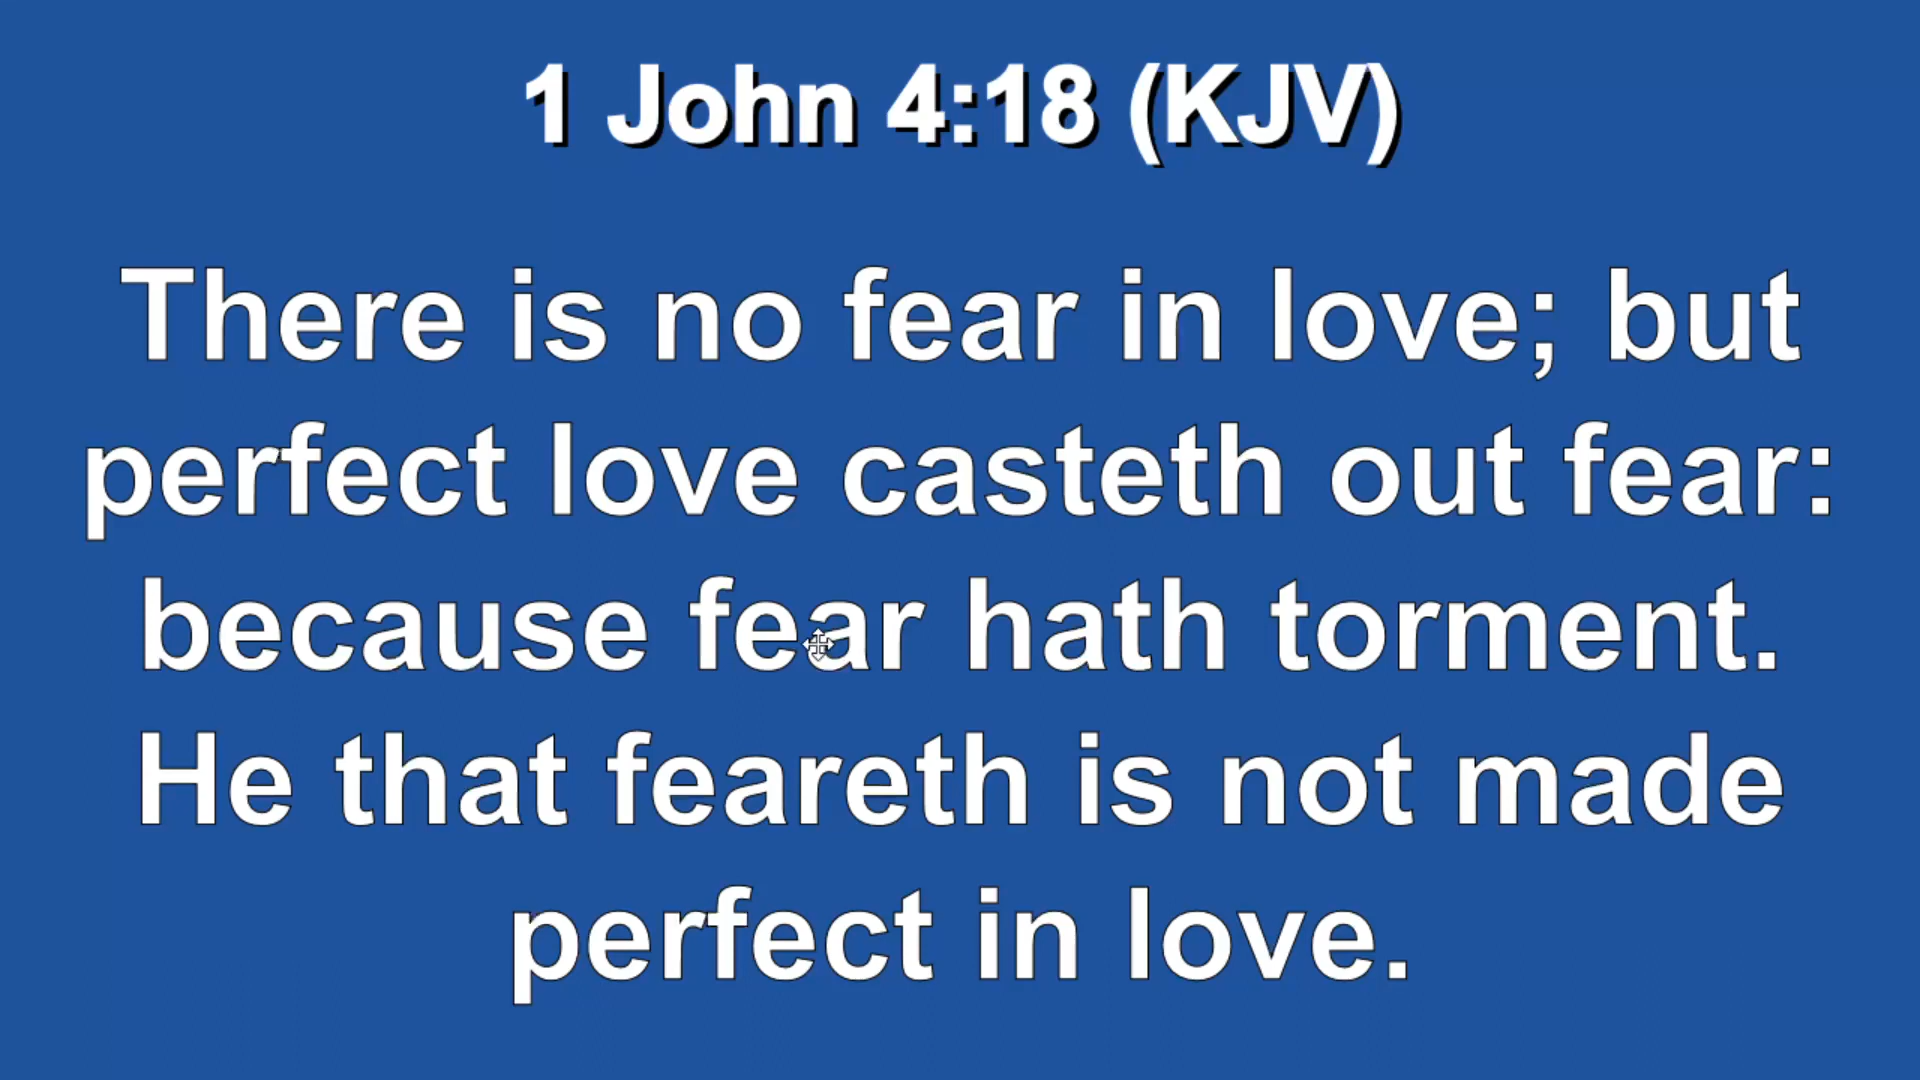 1 John 4:18 (KJV)
There is no fear in love; but
perfect love casteth out fear:
because fear hath torment.
He that feareth is not made
perfect in love.